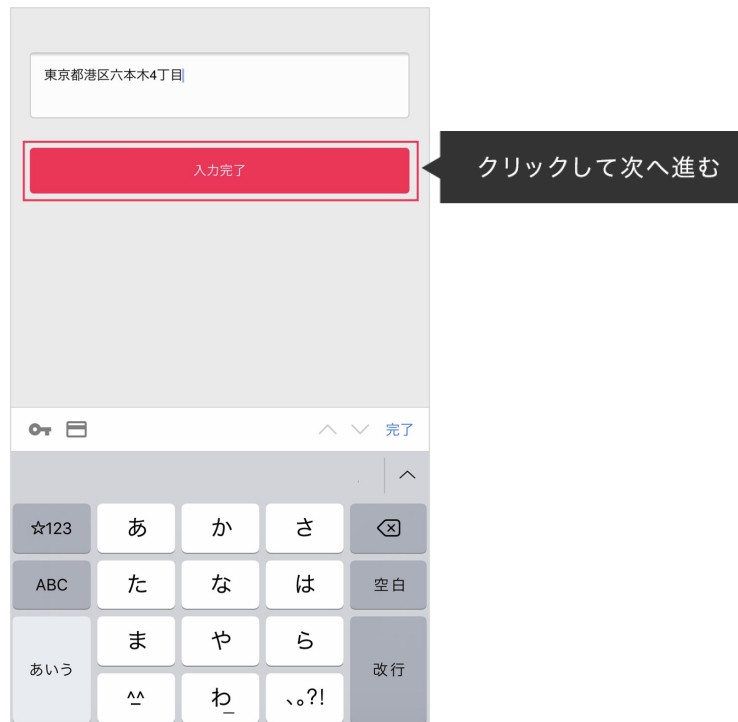 東京都港区六本木4丁目
入力完了
クリックして次へ進む
完了
☆123 あ か さ
ABC た な は 空白
あいう ま や ら 改行
^^ わ_ 、。?!